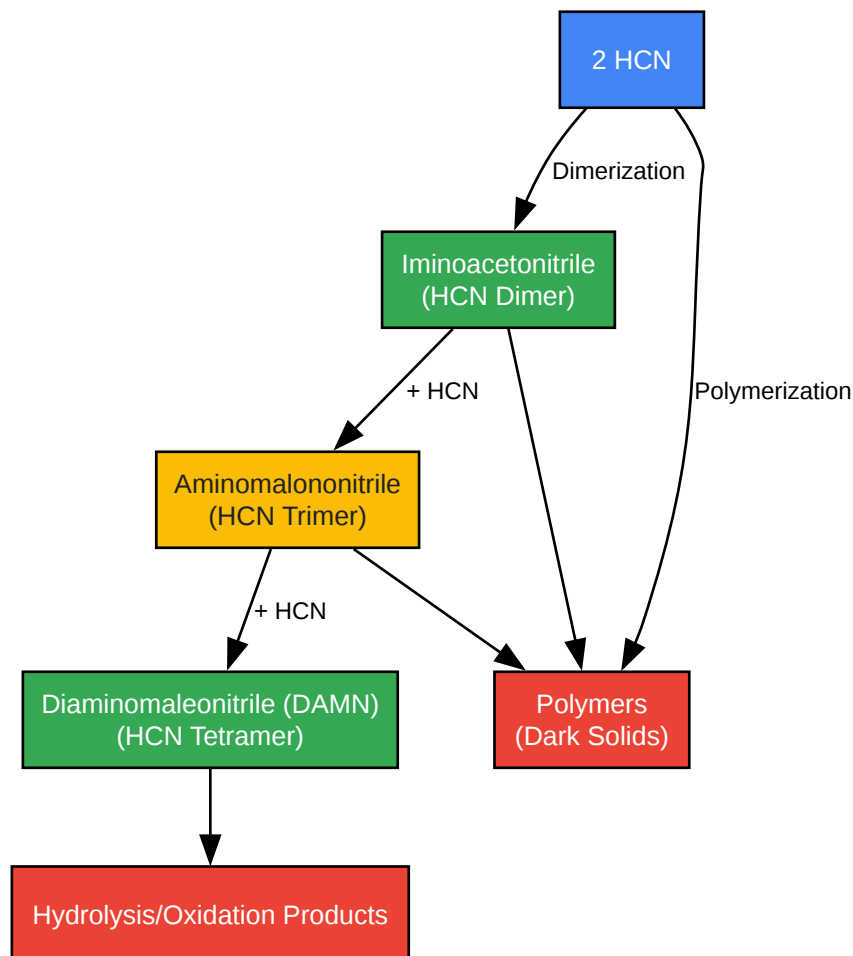 2 HCN
Dimerization
Iminoacetonitrile
(HCN Dimer)
+ HCN
Polymerization
Aminomalononitrile
(HCN Trimer)
+ HCN
Diaminomaleonitrile (DAMN)
(HCN Tetramer)
Polymers
(Dark Solids)
Hydrolysis/Oxidation Products